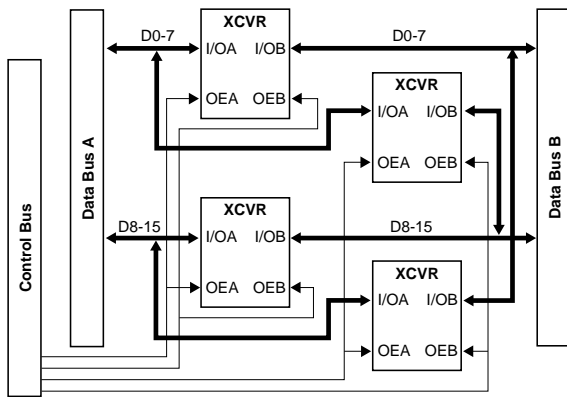 XCVR
D0-7
I/OA I/OB
D0-7
OEA OEB
XCVR
I/OA I/OB
OEA OEB
XCVR
D8-15
I/OA I/OB
D8-15
OEA OEB
XCVR
I/OA I/OB
OEA OEB
Control Bus
Data Bus A
Data Bus B